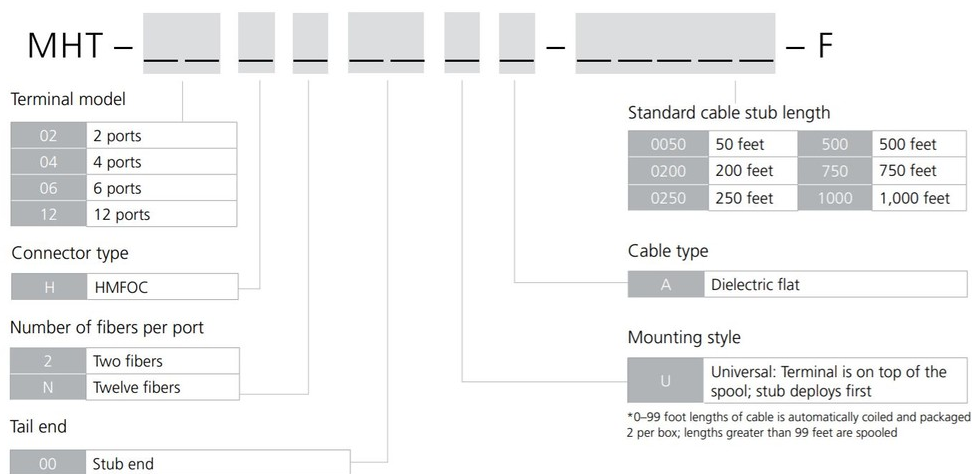 MHT – __ __ __ __ __ __ __ __ – __ __ __ __ __ – F
Terminal model
02 2 ports
04 4 ports
06 6 ports
12 12 ports
Connector type
H HMFOC
Number of fibers per port
2 Two fibers
N Twelve fibers
Tail end
00 Stub end
Standard cable stub length
0050 50 feet 500 500 feet
0200 200 feet 750 750 feet
0250 250 feet 1000 1,000 feet
Cable type
A Dielectric flat
Mounting style
U Universal: Terminal is on top of the
spool; stub deploys first
*0–99 foot lengths of cable is automatically coiled and packaged
2 per box; lengths greater than 99 feet are spooled